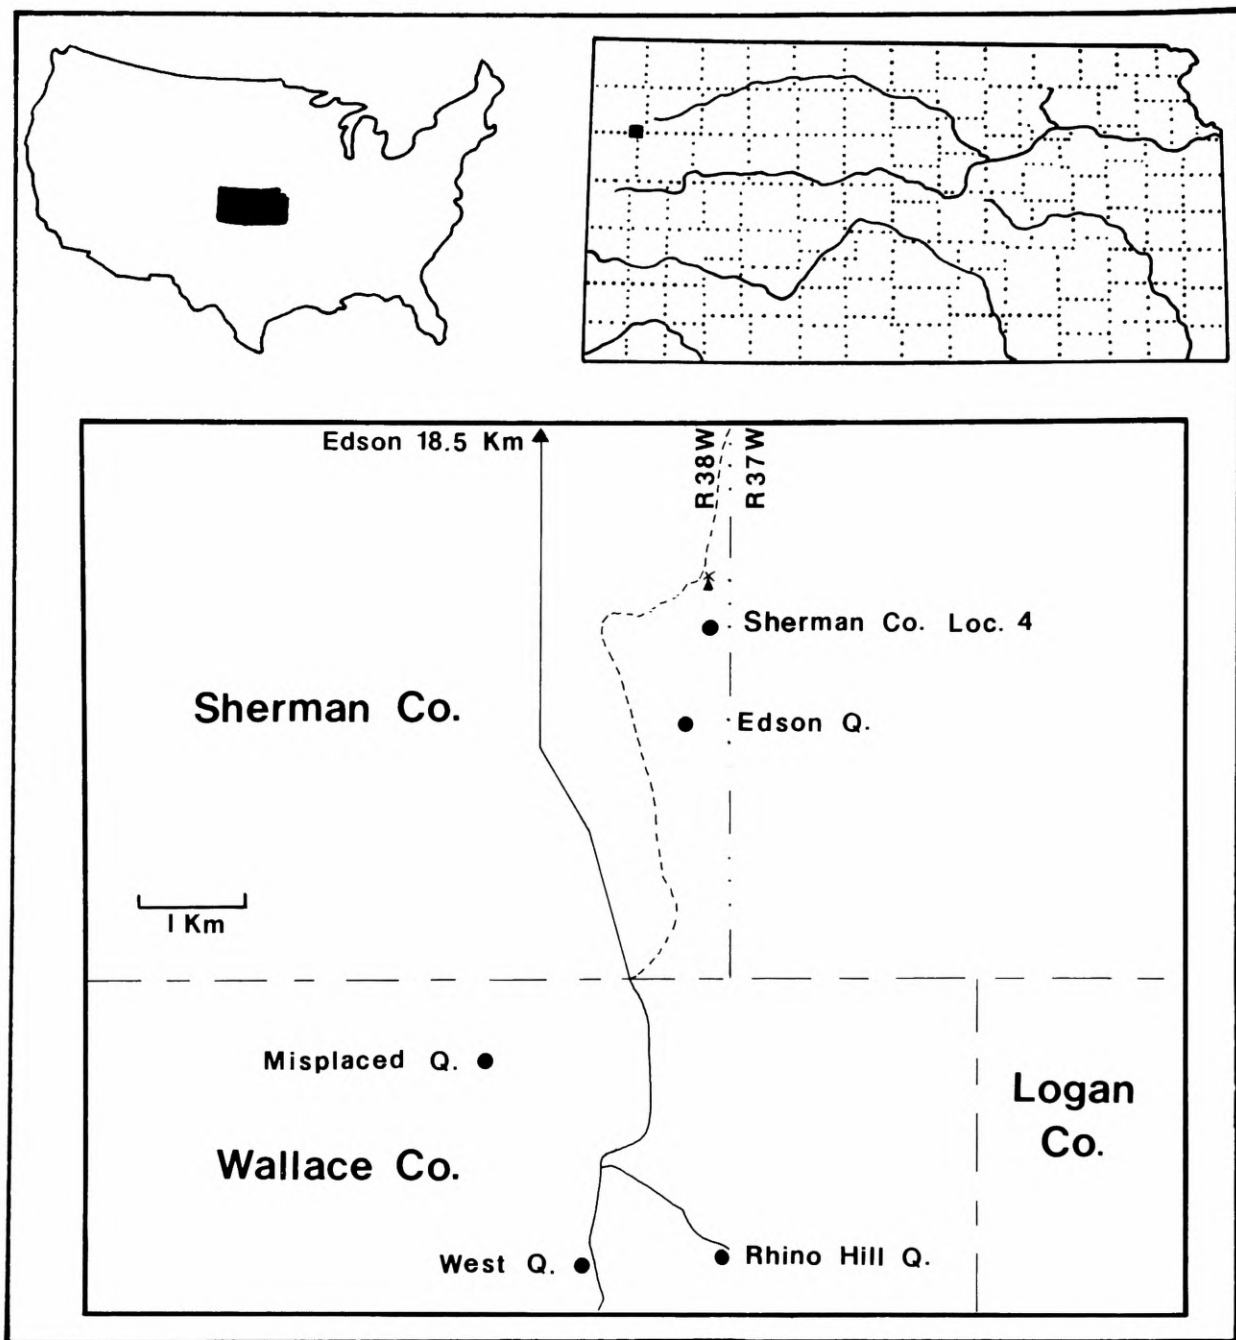 Edson 18.5 Km
R38W
R37W
Sherman Co. Loc. 4
Sherman Co.
Edson Q.
1 Km
Misplaced Q.
Logan
Co.
Wallace Co.
West Q.
Rhino Hill Q.